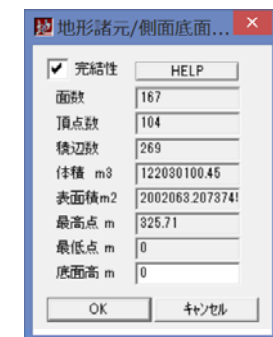 地形諸元/側面底面...
完結性 HELP
面数 167
頂点数 104
稜辺数 269
体積 m3 122030100.45
表面積m2 2002063.207374!
最高点 m 325.71
最低点 m 0
底面高 m 0
OK キャンセル